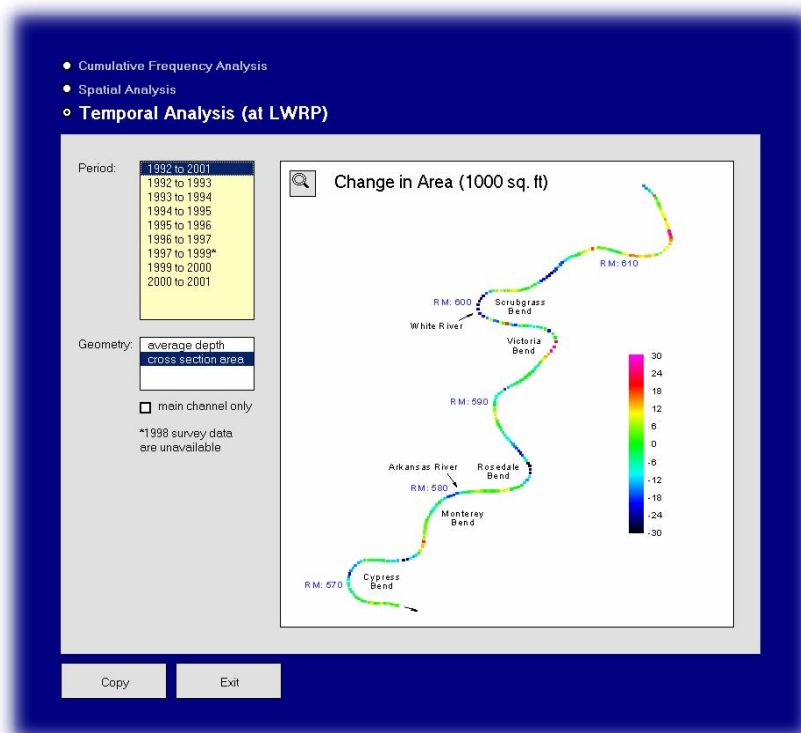 Cumulative Frequency Analysis
Spatial Analysis
Temporal Analysis (at LWRP)
Period:
1992 to 2001
1992 to 1993
1993 to 1994
1994 to 1995
1995 to 1996
1996 to 1997
1997 to 1999*
1999 to 2000
2000 to 2001
Geometry:
average depth
cross section area
main channel only
*1998 survey data
are unavailable
Change in Area (1000 sq. ft)
RM: 610
RM: 600
Scrubgrass
Bend
White River
Victoria
Bend
RM: 590
Arkansas River
Rosedale
Bend
RM: 580
Monterey
Bend
Cypress
Bend
RM: 570
30
24
18
12
6
0
-6
-12
-18
-24
-30
Copy
Exit